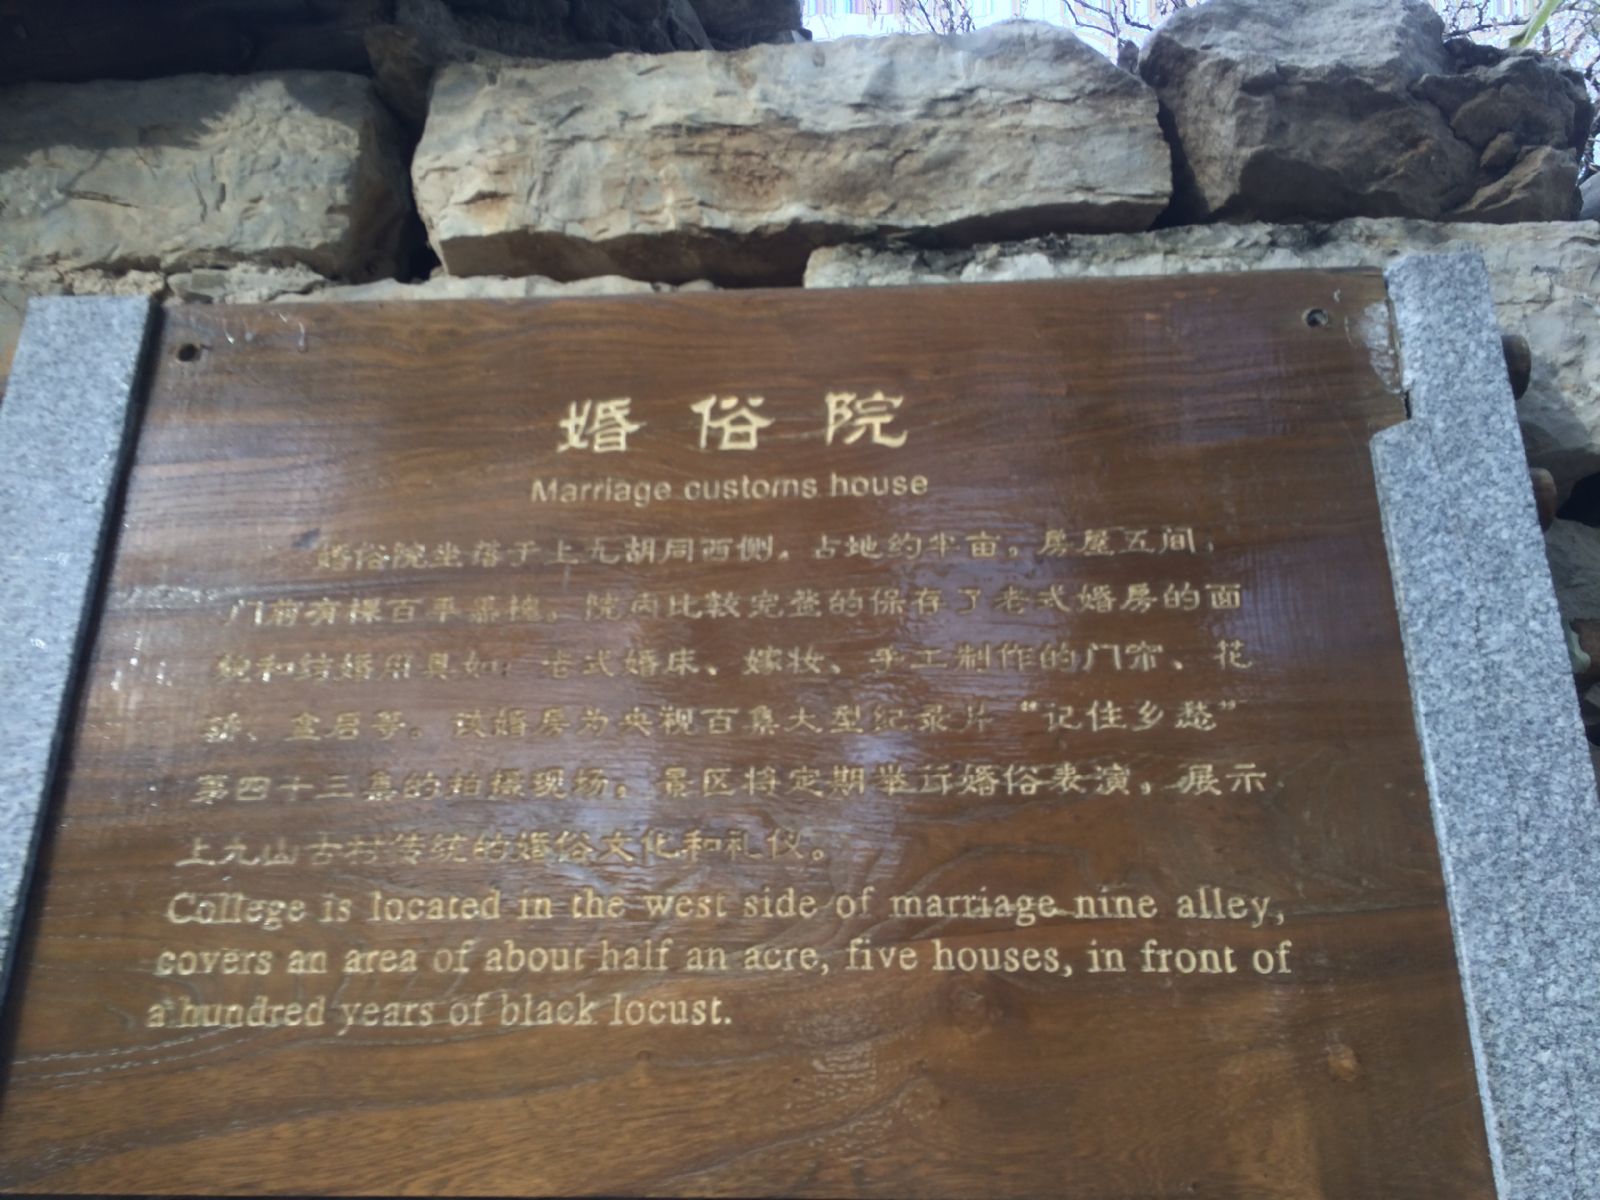 婚俗院
Marriage customs house
婚俗院坐落于上九胡同西侧。占地约半亩。房屋五间，
门前有棵百年黑槐。院内比较完整的保存了老式婚房的面
貌和结婚用具如：老式婚床、嫁妆、手工制作的门帘、花
轿、盒启等。该婚房为央视百集大型纪录片“记住乡愁”
第四十三集的拍摄现场。景区将定期举行婚俗表演，展示
上九山古村传统的婚俗文化和礼仪。
College is located in the west side of marriage nine alley,
covers an area of about half an acre, five houses, in front of
a hundred years of black locust.